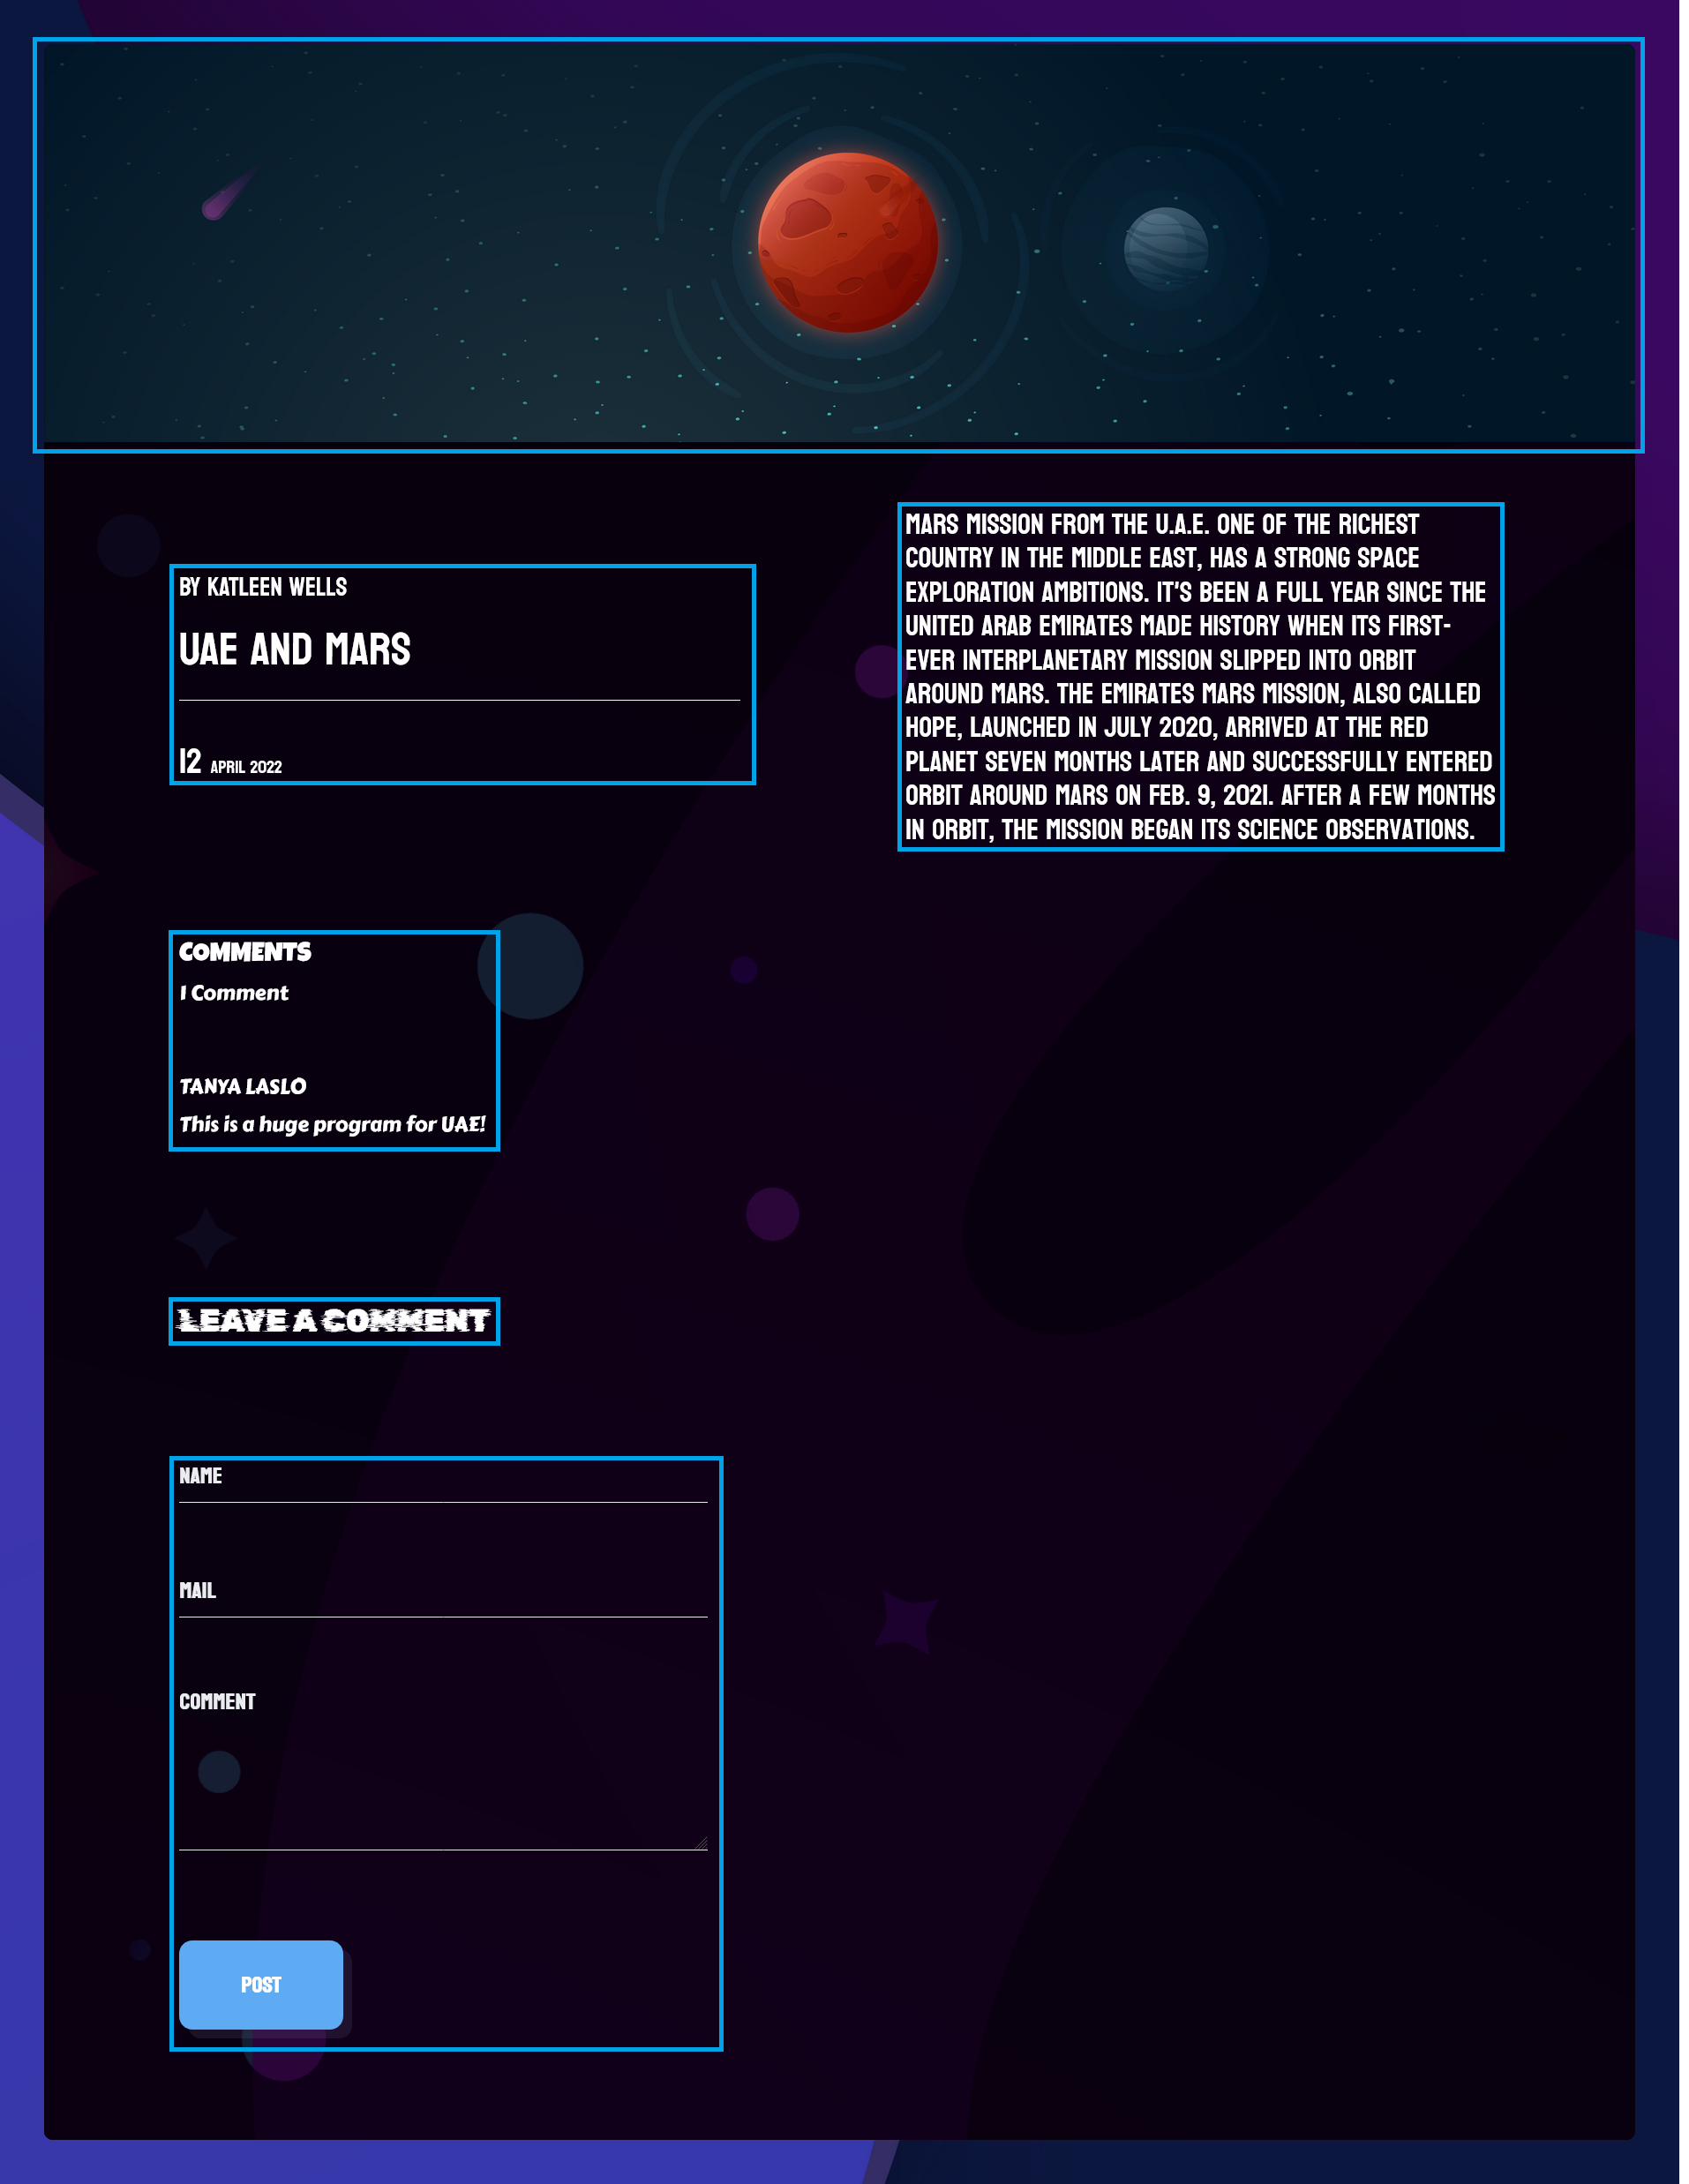 BY KATLEEN WELLS
UAE AND MARS
12 APRIL 2022
MARS MISSION FROM THE U.A.E. ONE OF THE RICHEST
COUNTRY IN THE MIDDLE EAST, HAS A STRONG SPACE
EXPLORATION AMBITIONS. IT'S BEEN A FULL YEAR SINCE THE
UNITED ARAB EMIRATES MADE HISTORY WHEN ITS FIRST-
EVER INTERPLANETARY MISSION SLIPPED INTO ORBIT
AROUND MARS. THE EMIRATES MARS MISSION, ALSO CALLED
HOPE, LAUNCHED IN JULY 2020, ARRIVED AT THE RED
PLANET SEVEN MONTHS LATER AND SUCCESSFULLY ENTERED
ORBIT AROUND MARS ON FEB. 9, 2021. AFTER A FEW MONTHS
IN ORBIT, THE MISSION BEGAN ITS SCIENCE OBSERVATIONS.
COMMENTS
1 Comment
TANYA LASLO
This is a huge program for UAE!
LEAVE A COMMENT
NAME
MAIL
COMMENT
POST